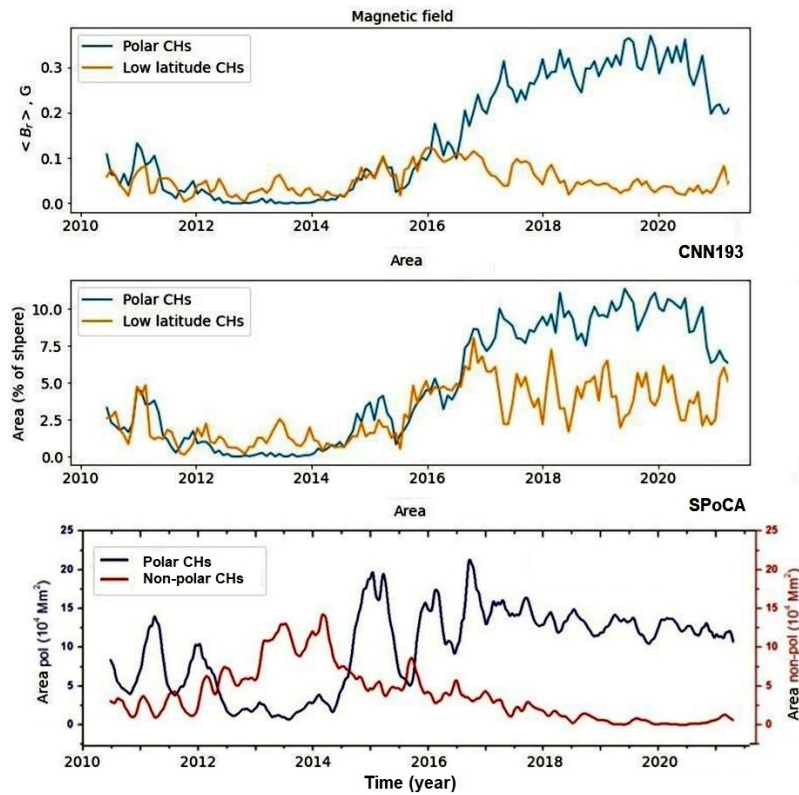 Magnetic field
< Bᵣ > , G
Polar CHs
Low latitude CHs
0.3
0.2
0.1
0.0
2010 2012 2014 2016 2018 2020
CNN193
Area
Area (% of shpere)
Polar CHs
Low latitude CHs
10.0
7.5
5.0
2.5
0.0
2010 2012 2014 2016 2018 2020
SPoCA
Area
Area pol (10⁴ Mm²)
Polar CHs
Non-polar CHs
25 25
20 20
15 15
10 10
5 5
0 0
Area non-pol (10⁴ Mm²)
2010 2012 2014 2016 2018 2020
Time (year)